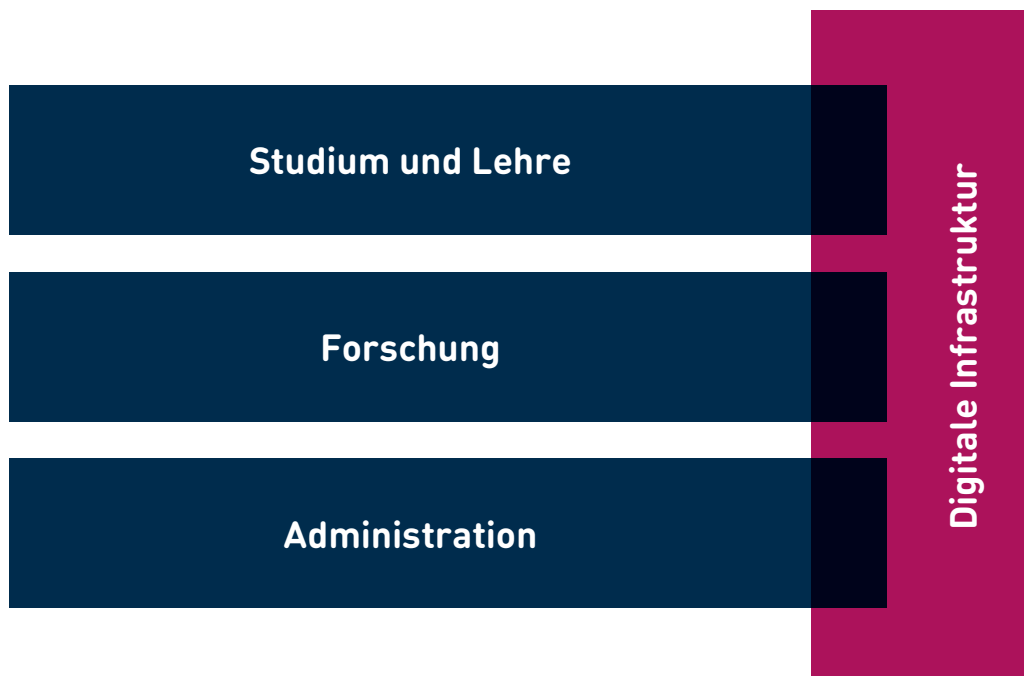 Studium und Lehre
Forschung
Administration
Digitale Infrastruktur